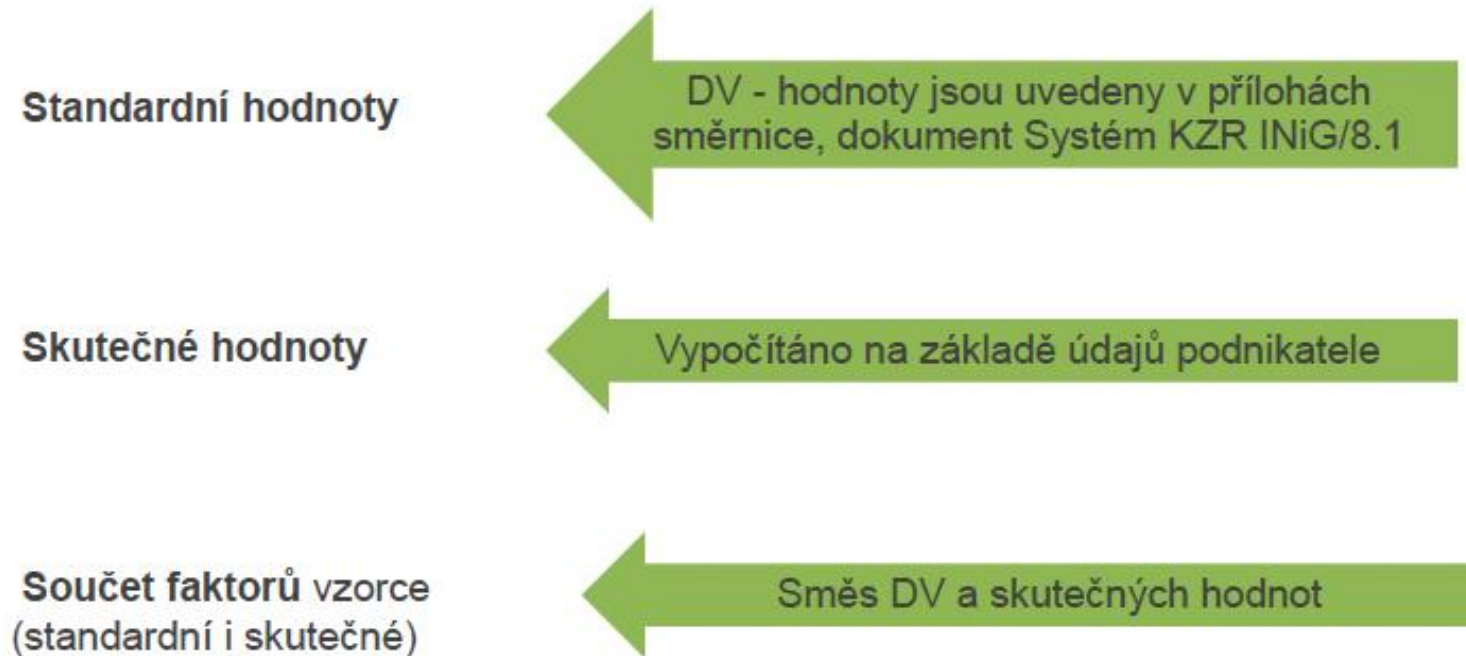 Standardní hodnoty
DV - hodnoty jsou uvedeny v přílohách
směrnice, dokument Systém KZR INiG/8.1
Skutečné hodnoty
Vypočítáno na základě údajů podnikatele
Součet faktorů vzorce
(standardní i skutečné)
Směs DV a skutečných hodnot